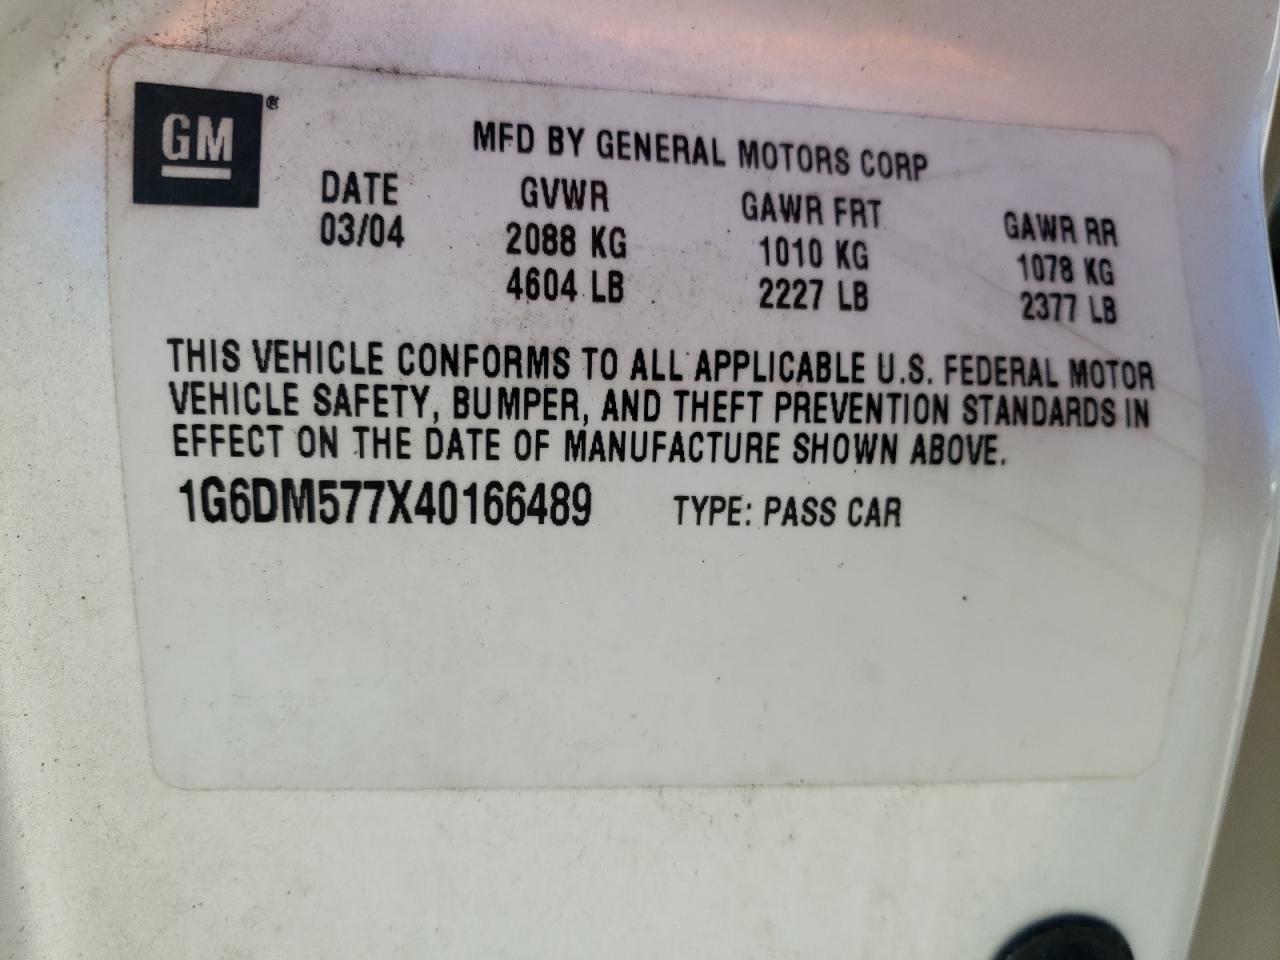 GM®
MFD BY GENERAL MOTORS CORP
DATE GVWR GAWR FRT GAWR RR
03/04 2088 KG 1010 KG 1078 KG
4604 LB 2227 LB 2377 LB
THIS VEHICLE CONFORMS TO ALL APPLICABLE U.S. FEDERAL MOTOR
VEHICLE SAFETY, BUMPER, AND THEFT PREVENTION STANDARDS IN
EFFECT ON THE DATE OF MANUFACTURE SHOWN ABOVE.
1G6DM577X40166489 TYPE: PASS CAR